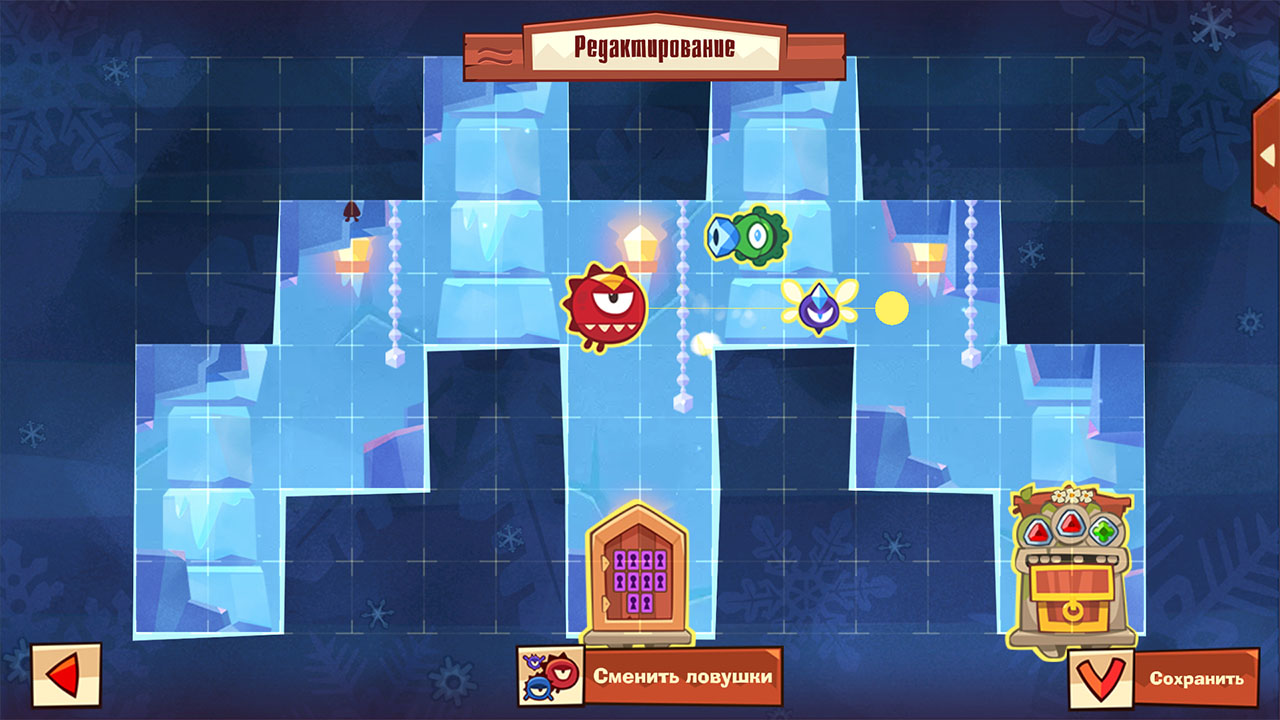 Редактирование
Сменить ловушки
Сохранить